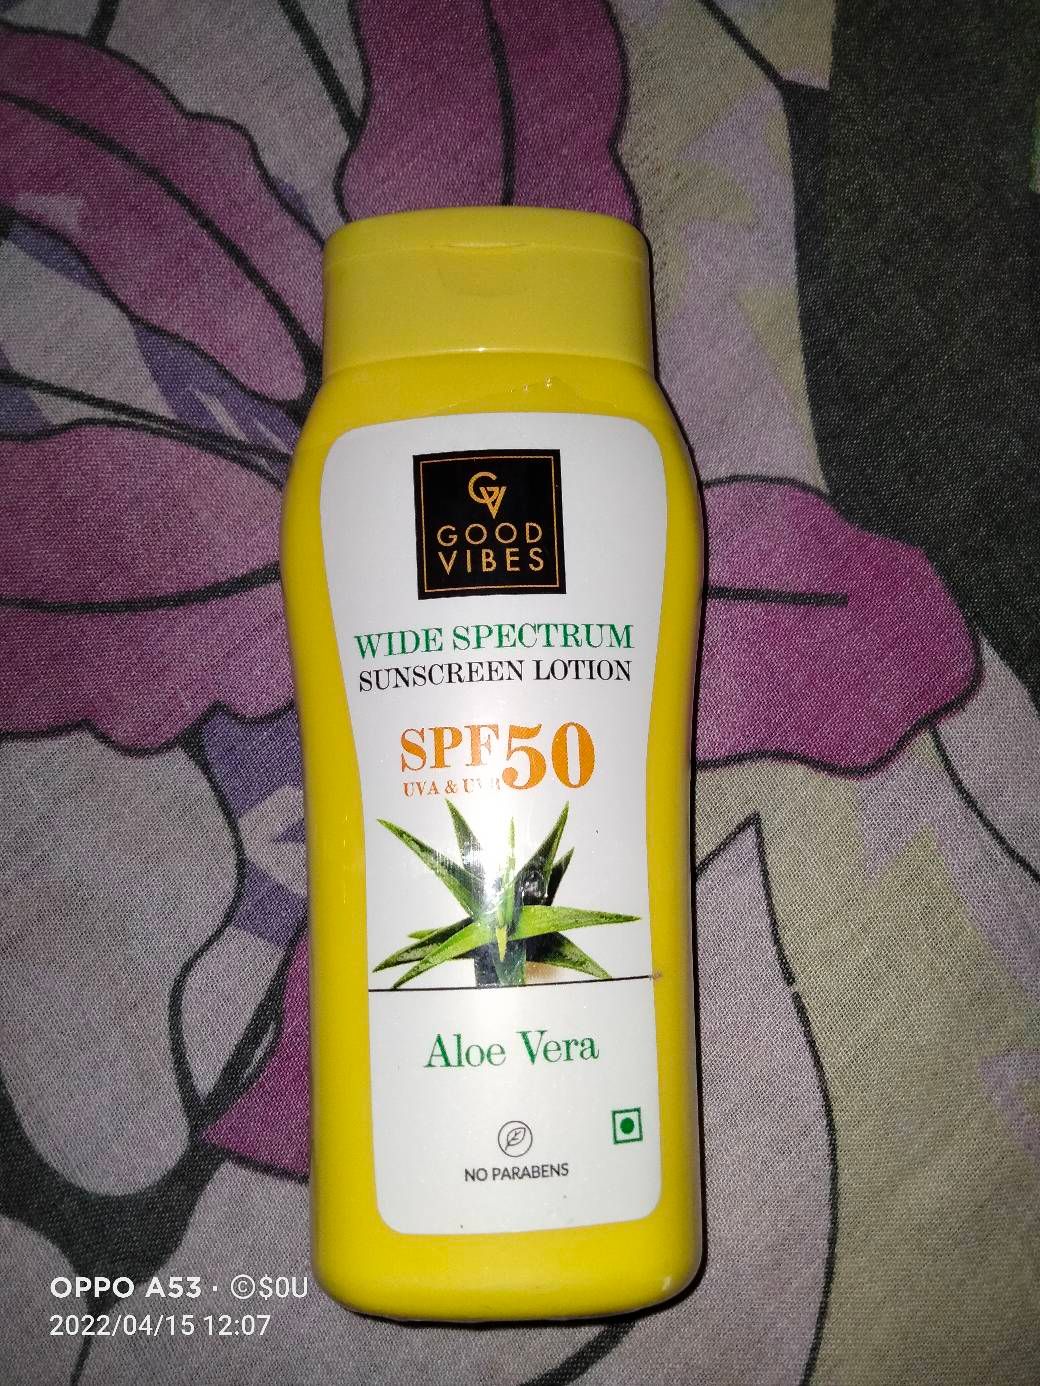 GV
GOOD
VIBES
WIDE SPECTRUM
SUNSCREEN LOTION
SPF50
UVA & UVB
Aloe Vera
NO PARABENS
OPPO A53 · ©$0U
2022/04/15 12:07